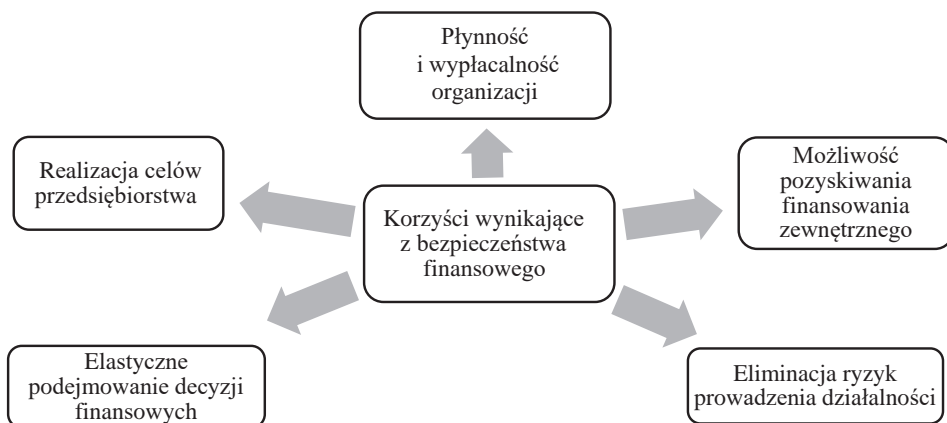 Płynność
i wypłacalność
organizacji
Realizacja celów
przedsiębiorstwa
Możliwość
pozyskiwania
finansowania
zewnętrznego
Korzyści wynikające
z bezpieczeństwa
finansowego
Elastyczne
podejmowanie decyzji
finansowych
Eliminacja ryzyk
prowadzenia działalności